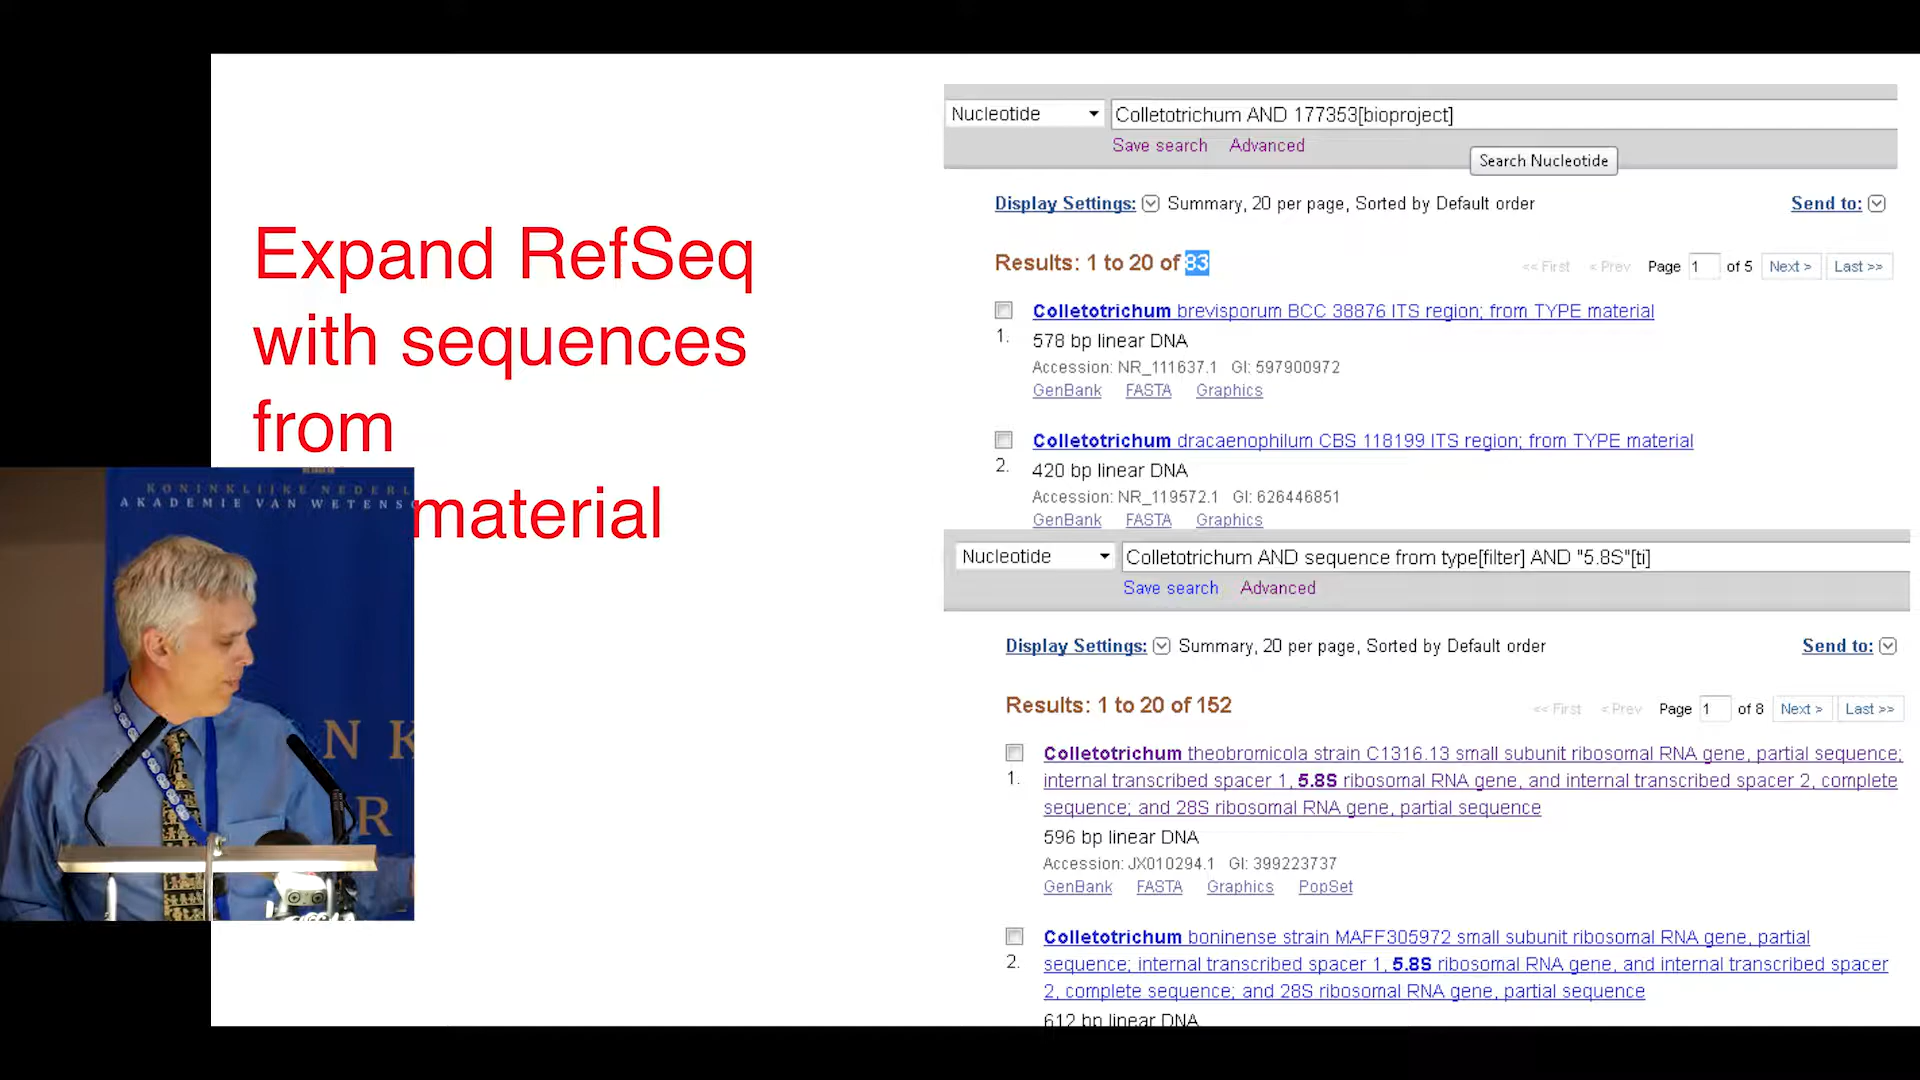 Expand RefSeq
with sequences
from
material
KONINKLIJKE NEDERL
AKADEMIE VAN WETENS
N K
R
Nucleotide
Colletotrichum AND 177353[bioproject]
Save search Advanced
Search Nucleotide
Display Settings: Summary, 20 per page, Sorted by Default order
Send to:
Results: 1 to 20 of 83
<< First < Prev Page 1 of 5 Next > Last >>
Colletotrichum brevisporum BCC 38876 ITS region; from TYPE material
1.
578 bp linear DNA
Accession: NR_111637.1 GI: 597900972
GenBank FASTA Graphics
Colletotrichum dracaenophilum CBS 118199 ITS region; from TYPE material
2.
420 bp linear DNA
Accession: NR_119572.1 GI: 626446851
GenBank FASTA Graphics
Nucleotide
Colletotrichum AND sequence from type[filter] AND "5.8S"[ti]
Save search Advanced
Display Settings: Summary, 20 per page, Sorted by Default order
Send to:
Results: 1 to 20 of 152
<< First < Prev Page 1 of 8 Next > Last >>
Colletotrichum theobromicola strain C1316.13 small subunit ribosomal RNA gene, partial sequence;
1.
internal transcribed spacer 1, 5.8S ribosomal RNA gene, and internal transcribed spacer 2, complete
sequence; and 28S ribosomal RNA gene, partial sequence
596 bp linear DNA
Accession: JX010294.1 GI: 399223737
GenBank FASTA Graphics PopSet
Colletotrichum boninense strain MAFF305972 small subunit ribosomal RNA gene, partial
2.
sequence; internal transcribed spacer 1, 5.8S ribosomal RNA gene, and internal transcribed spacer
2, complete sequence; and 28S ribosomal RNA gene, partial sequence
612 bp linear DNA